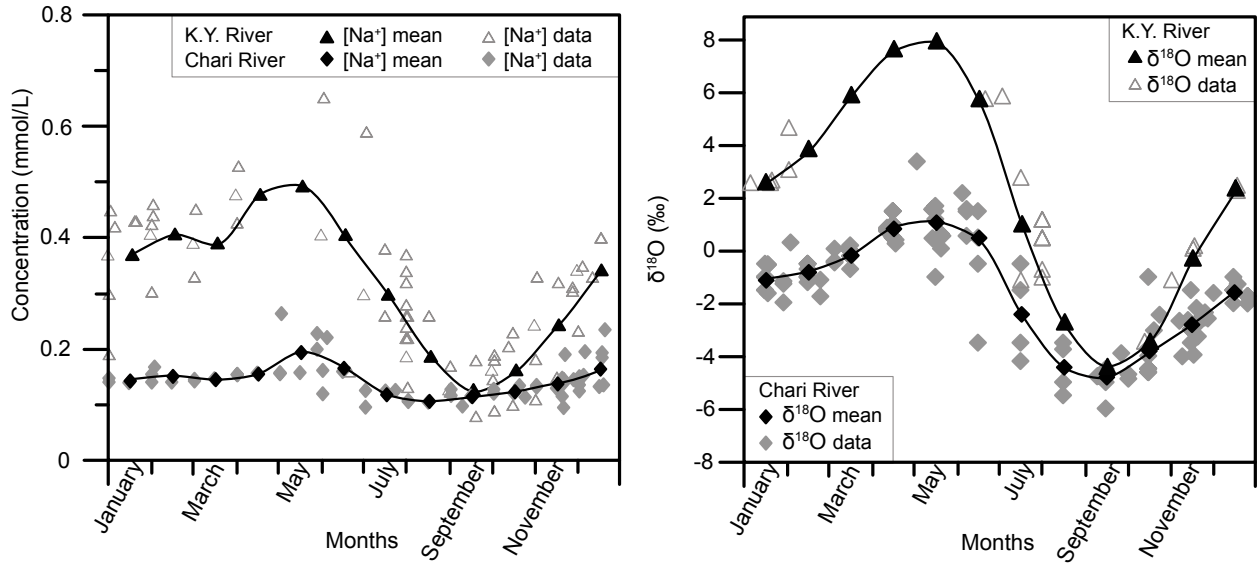 0.8
0.6
0.4
0.2
0
Concentration (mmol/L)
K.Y. River [Na⁺] mean [Na⁺] data
Chari River [Na⁺] mean [Na⁺] data
January
March
May
July
September
November
Months
8
6
4
2
0
-2
-4
-6
-8
δ¹⁸O (‰)
K.Y. River
δ¹⁸O mean
δ¹⁸O data
Chari River
δ¹⁸O mean
δ¹⁸O data
January
March
May
July
September
November
Months